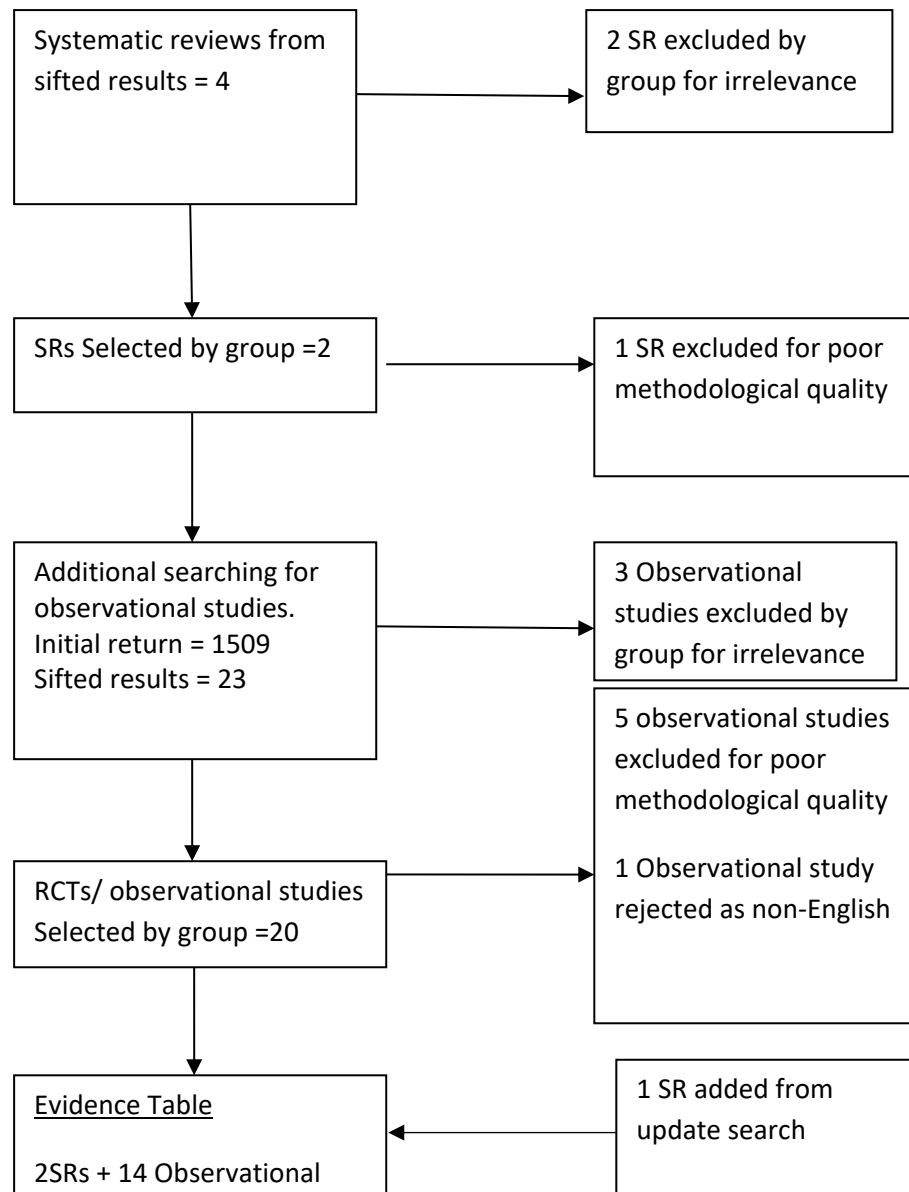 Systematic reviews from
sifted results = 4
2 SR excluded by
group for irrelevance
SRs Selected by group =2
1 SR excluded for poor
methodological quality
Additional searching for
observational studies.
Initial return = 1509
Sifted results = 23
3 Observational
studies excluded by
group for irrelevance
5 observational studies
excluded for poor
methodological quality
1 Observational study
rejected as non-English
RCTs/ observational studies
Selected by group =20
Evidence Table
2SRs + 14 Observational
1 SR added from
update search